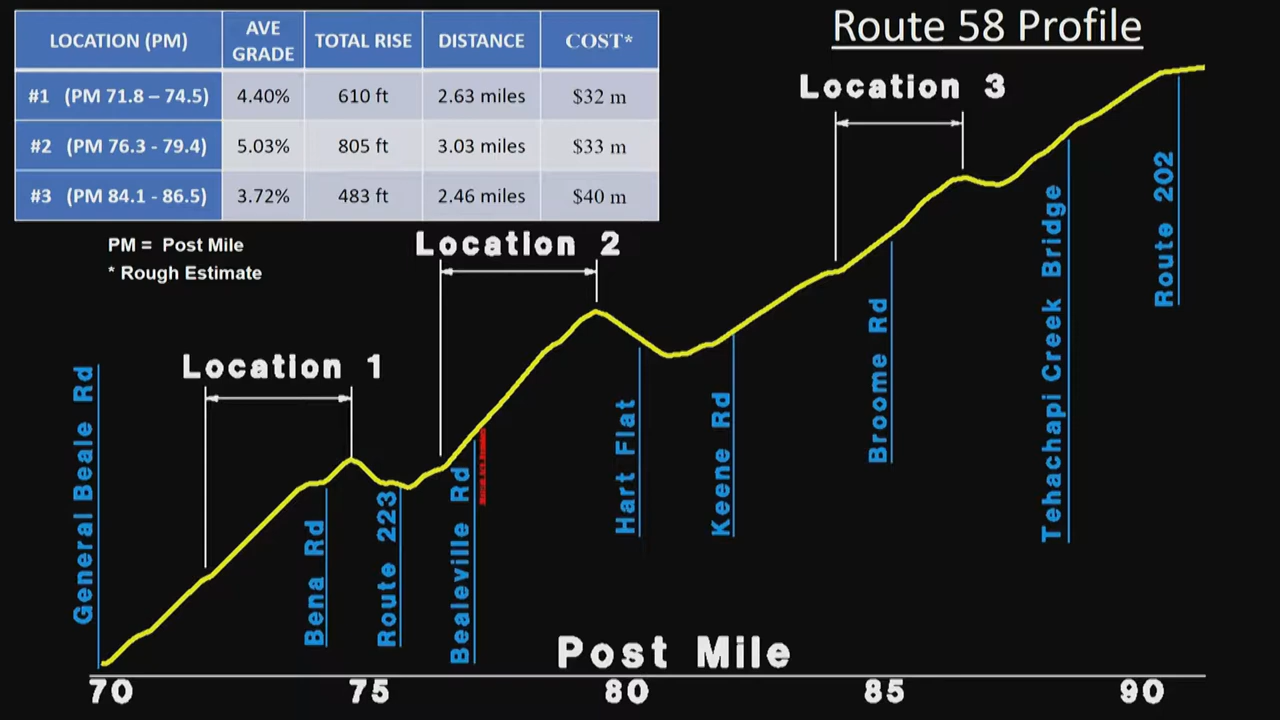 Route 58 Profile
LOCATION (PM) AVE GRADE TOTAL RISE DISTANCE COST*
#1 (PM 71.8 – 74.5) 4.40% 610 ft 2.63 miles $32 m
#2 (PM 76.3 - 79.4) 5.03% 805 ft 3.03 miles $33 m
#3 (PM 84.1 - 86.5) 3.72% 483 ft 2.46 miles $40 m
PM = Post Mile
* Rough Estimate
Location 1
Location 2
Location 3
General Beale Rd
Bena Rd
Route 223
Bealeville Rd
Hart Flat
Keene Rd
Broome Rd
Tehachapi Creek Bridge
Route 202
Post Mile
70 75 80 85 90